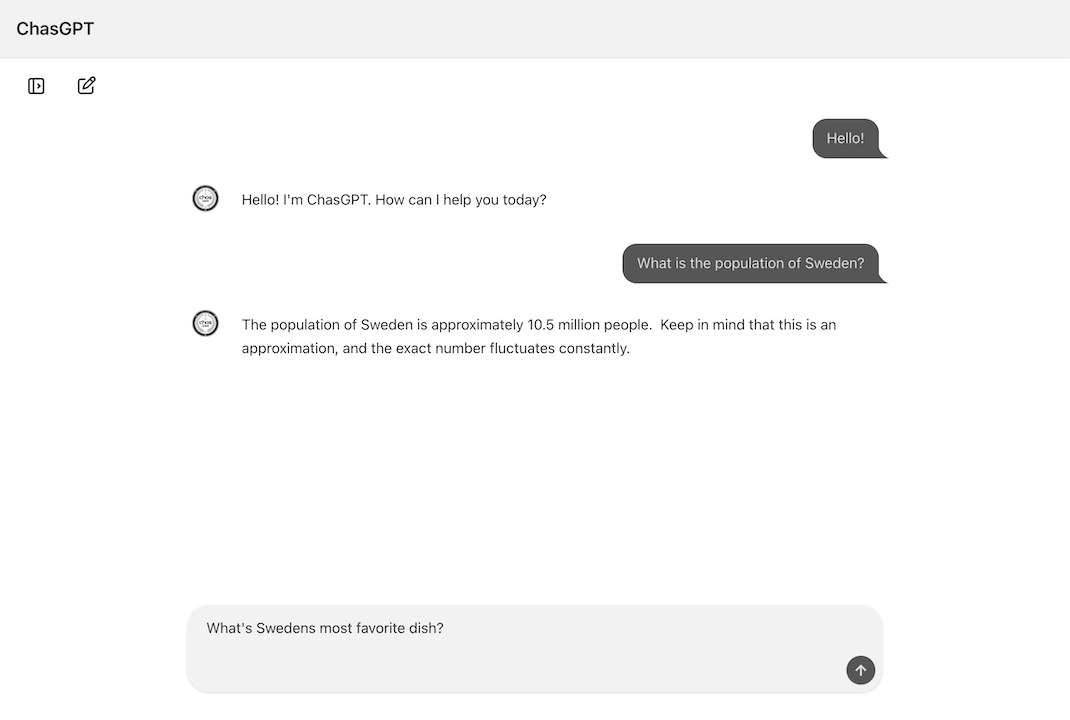 ChasGPT
Hello!
Hello! I'm ChasGPT. How can I help you today?
What is the population of Sweden?
The population of Sweden is approximately 10.5 million people.  Keep in mind that this is an
approximation, and the exact number fluctuates constantly.
What's Swedens most favorite dish?